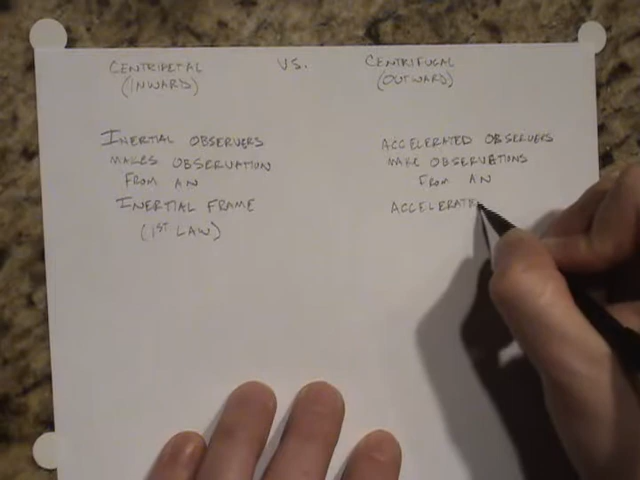 CENTRIPETAL VS. CENTRIFUGAL
(INWARD) (OUTWARD)
INERTIAL OBSERVERS
MAKES OBSERVATION
FROM AN
INERTIAL FRAME
(1ST LAW)
ACCELERATED OBSERVERS
MAKE OBSERVATIONS
FROM AN
ACCELERATE